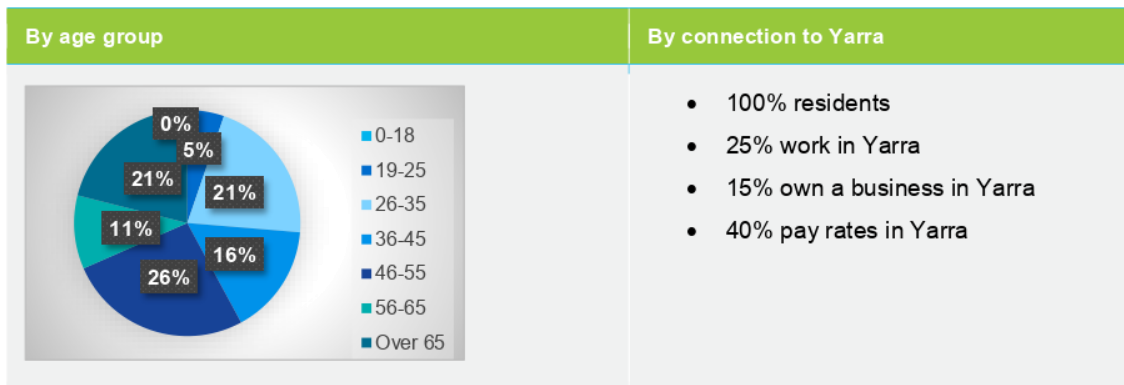 By age group
By connection to Yarra
0%
5%
21%
21%
11%
16%
26%
0-18
19-25
26-35
36-45
46-55
56-65
Over 65
• 100% residents
• 25% work in Yarra
• 15% own a business in Yarra
• 40% pay rates in Yarra